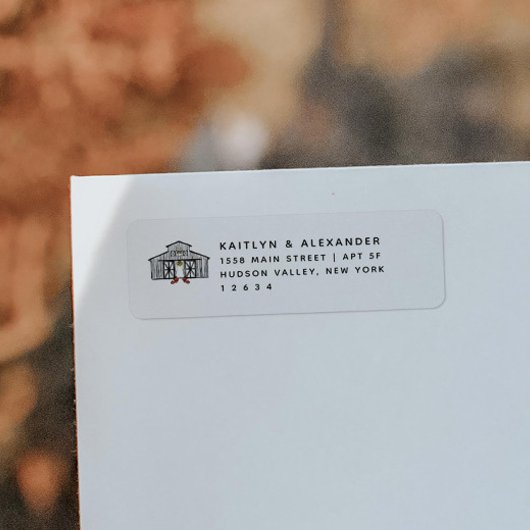 KAITLYN & ALEXANDER
1558 MAIN STREET | APT 5F
HUDSON VALLEY, NEW YORK
12634